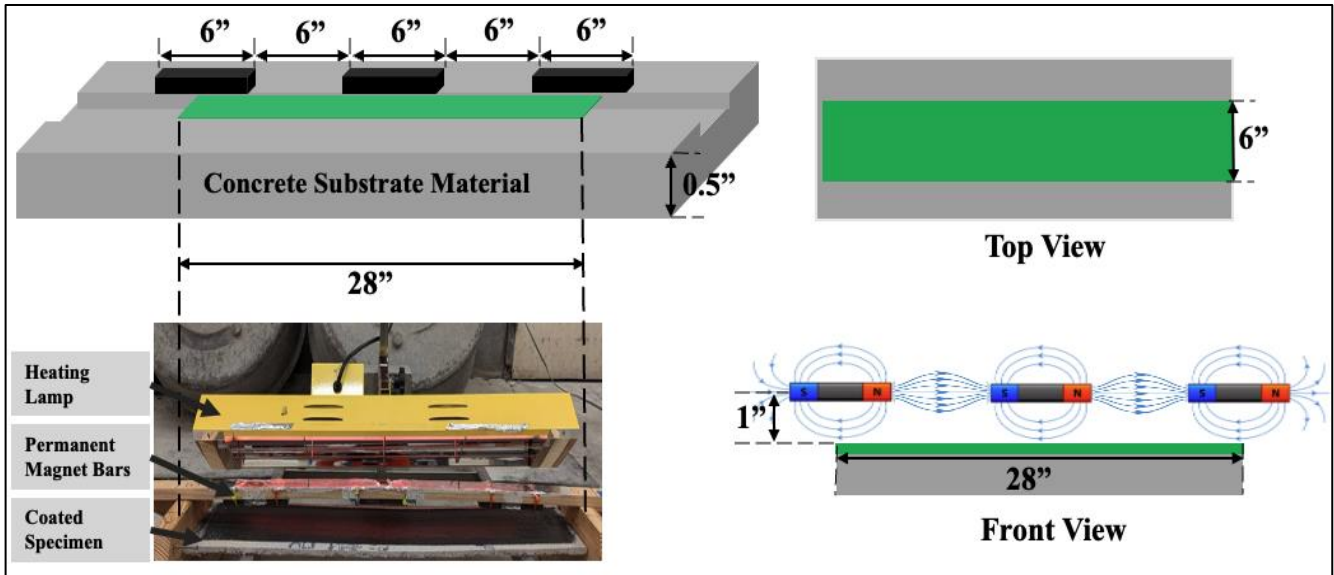 6” 6” 6” 6” 6”
Concrete Substrate Material
0.5”
28”
6”
Top View
Heating
Lamp
Permanent
Magnet Bars
Coated
Specimen
S N S N S N
1”
28”
Front View